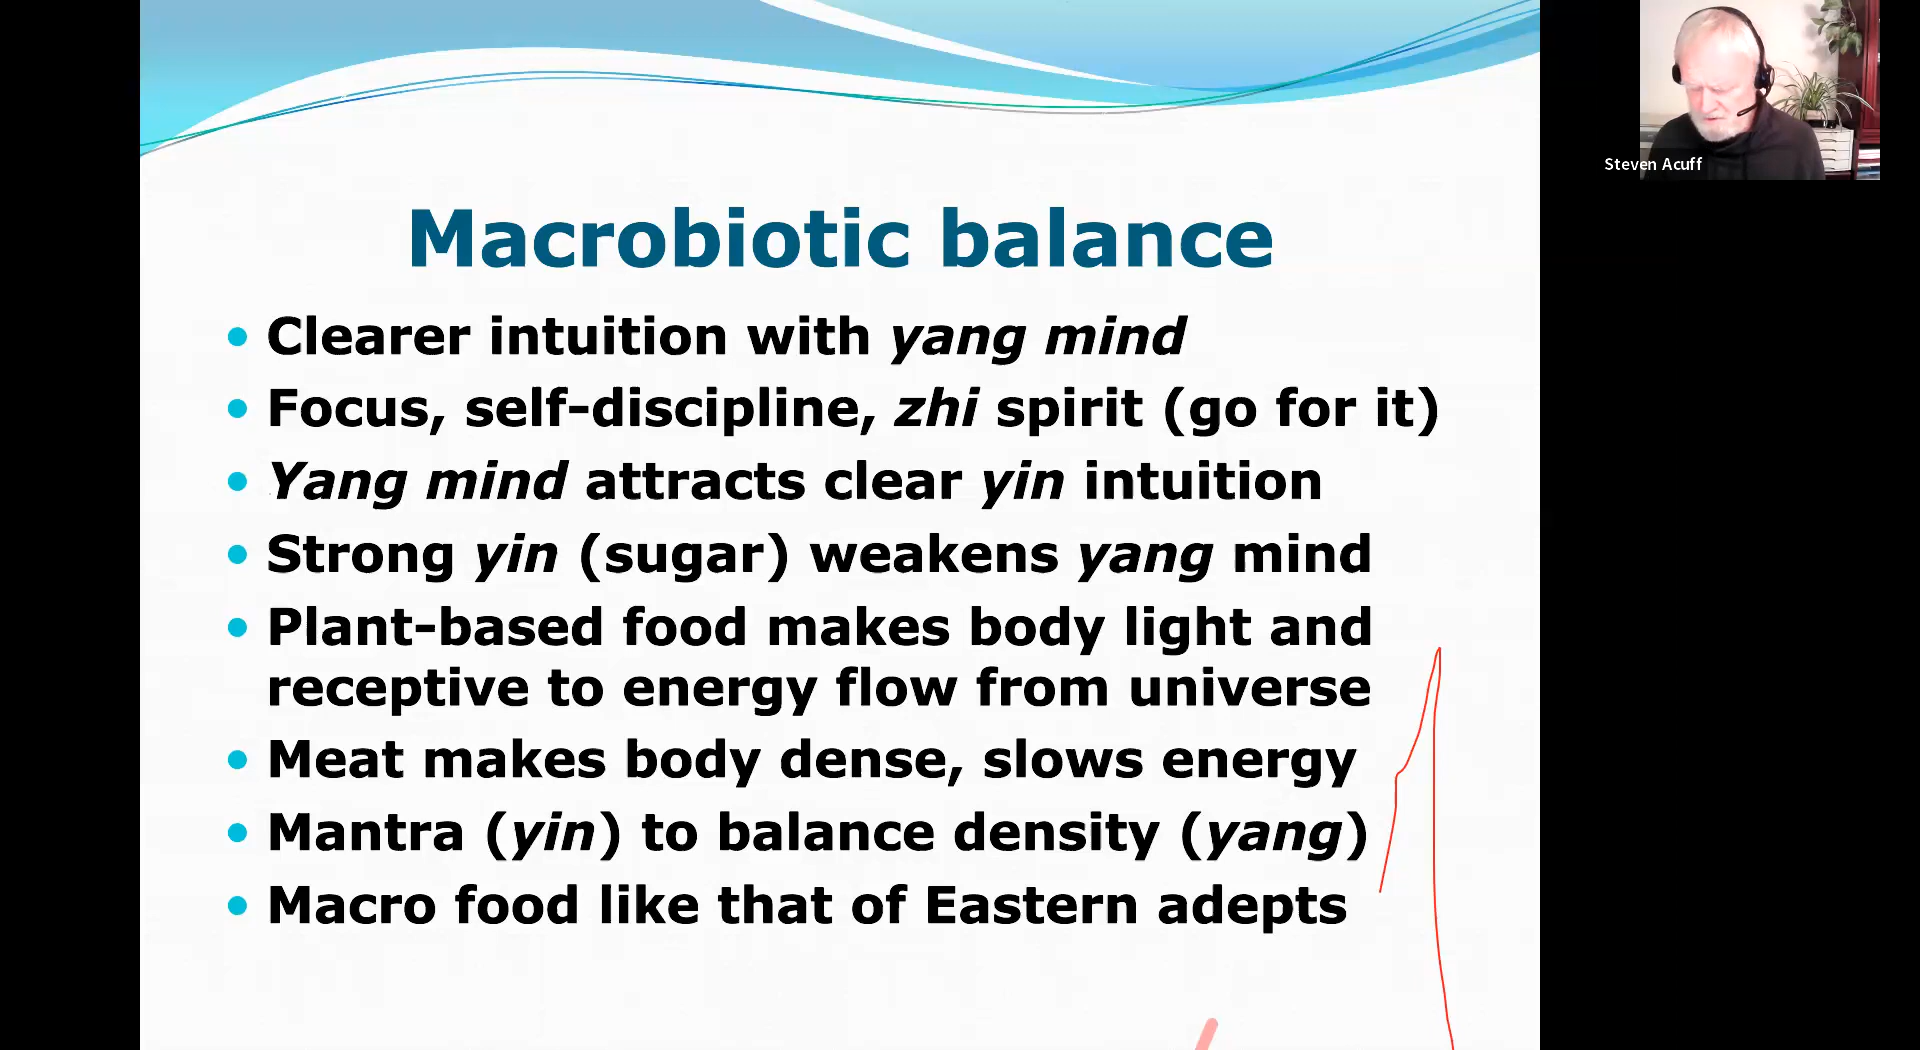 Steven Acuff
Macrobiotic balance
• Clearer intuition with yang mind
• Focus, self-discipline, zhi spirit (go for it)
• Yang mind attracts clear yin intuition
• Strong yin (sugar) weakens yang mind
• Plant-based food makes body light and
receptive to energy flow from universe
• Meat makes body dense, slows energy
• Mantra (yin) to balance density (yang)
• Macro food like that of Eastern adepts